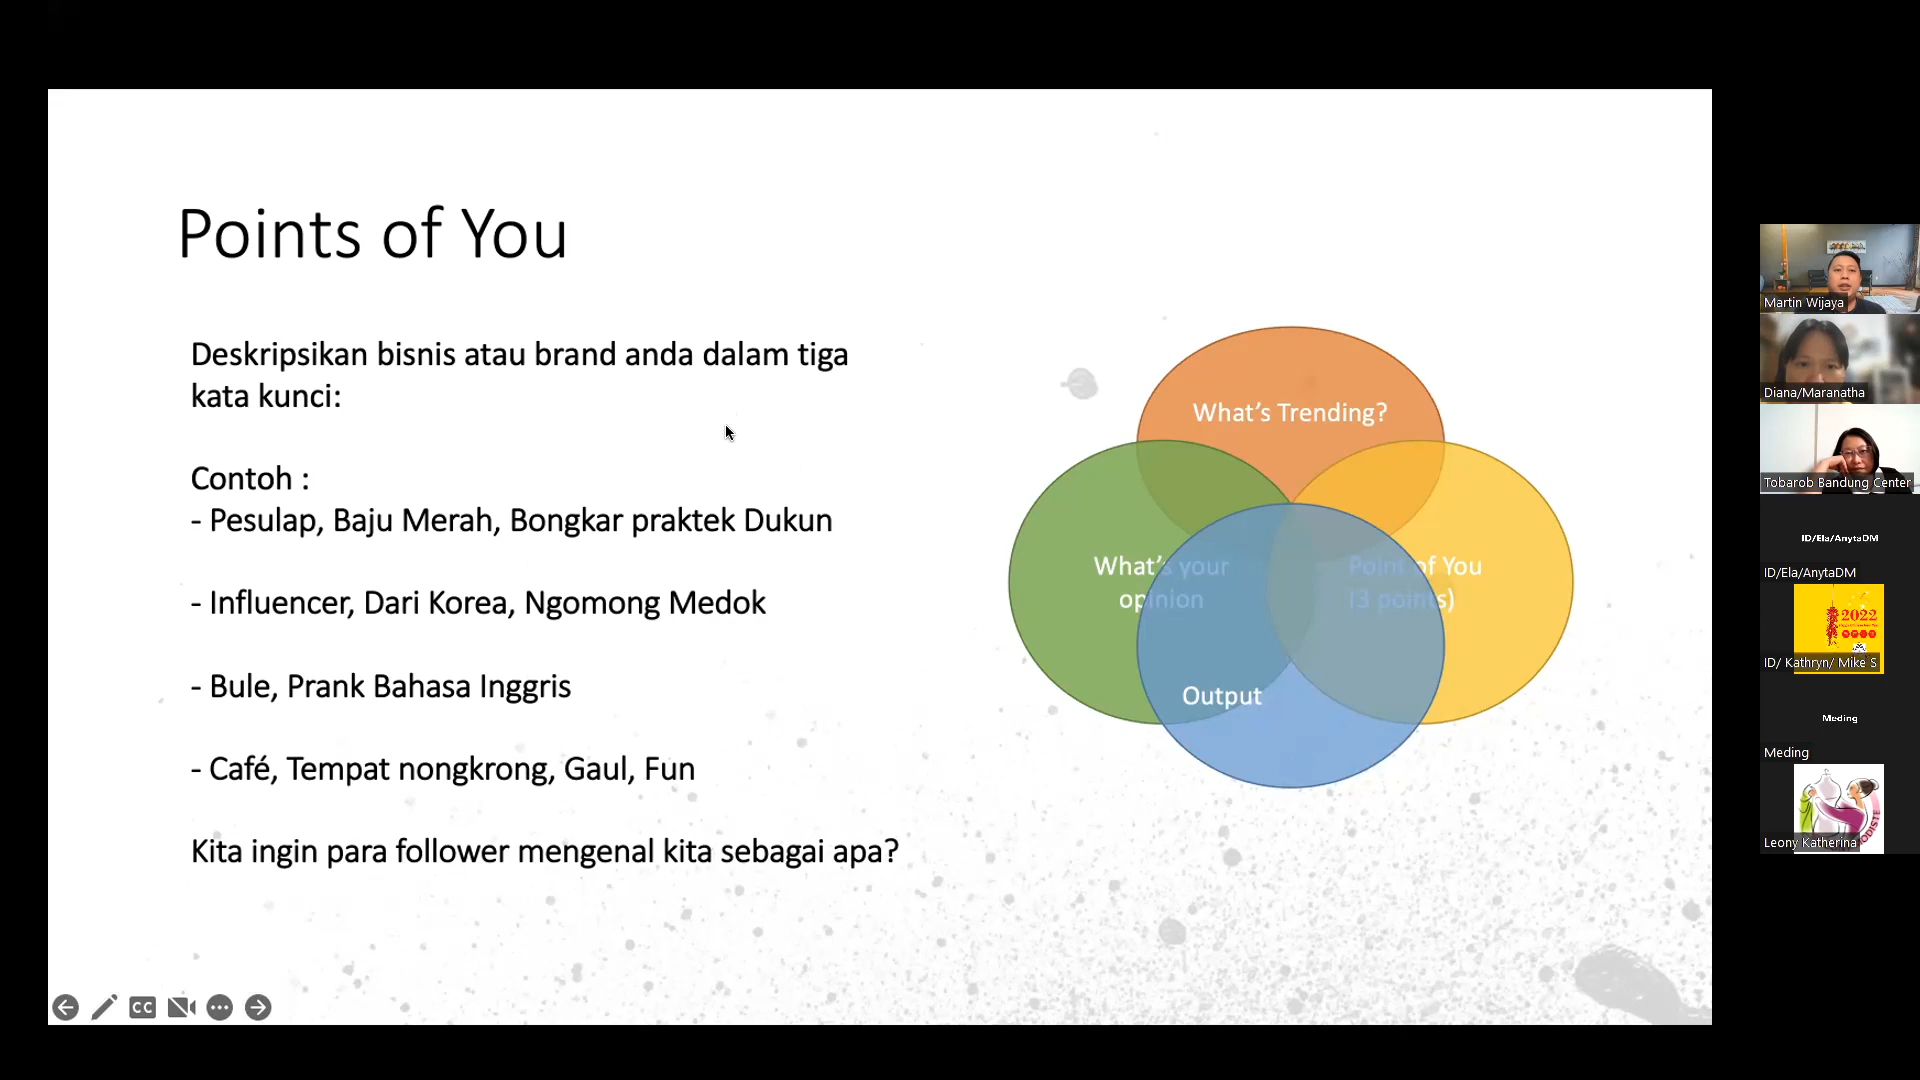 Points of You
Deskripsikan bisnis atau brand anda dalam tiga
kata kunci:
Contoh :
- Pesulap, Baju Merah, Bongkar praktek Dukun
- Influencer, Dari Korea, Ngomong Medok
- Bule, Prank Bahasa Inggris
- Café, Tempat nongkrong, Gaul, Fun
Kita ingin para follower mengenal kita sebagai apa?
What's Trending?
What's your
opinion
Point of You
(3 points)
Output
CC
Martin Wijaya
Diana/Maranatha
Tobarob Bandung Center
ID/Ela/AnytaDM
ID/Ela/AnytaDM
2022
ID/ Kathryn/ Mike S
Meding
Meding
Leony Katherina